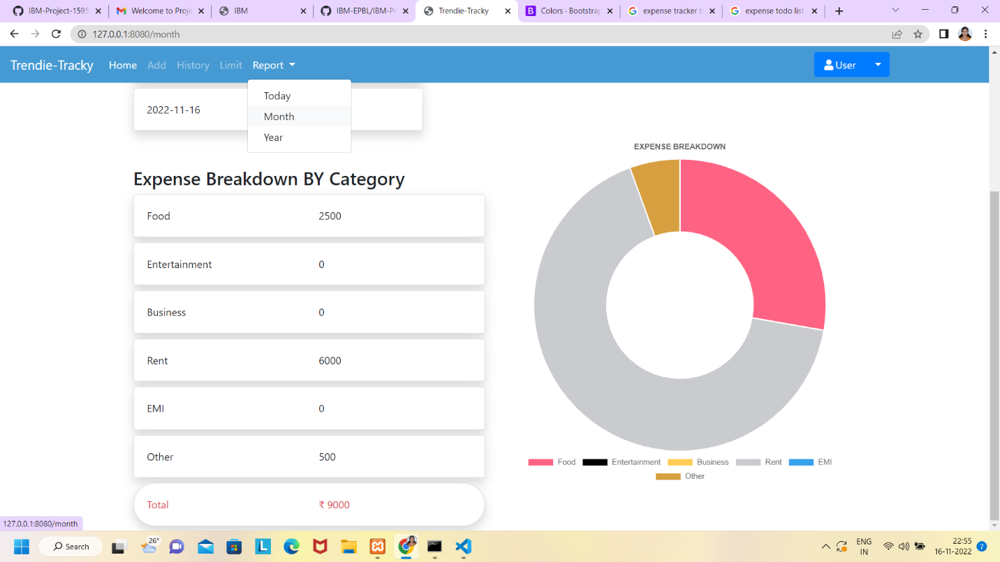 IBM-Project-1595
Welcome to Proje
IBM
IBM-EPBL/IBM-Pr
Trendie-Tracky
Colors · Bootstrap
expense tracker b
expense todo list
127.0.0.1:8080/month
Trendie-Tracky Home Add History Limit Report User
Today
Month
Year
2022-11-16
Expense Breakdown BY Category
Food 2500
Entertainment 0
Business 0
Rent 6000
EMI 0
Other 500
Total ₹ 9000
EXPENSE BREAKDOWN
Food Entertainment Business Rent EMI
Other
127.0.0.1:8080/month
26°
Search
L
ENG
IN
22:55
16-11-2022
7